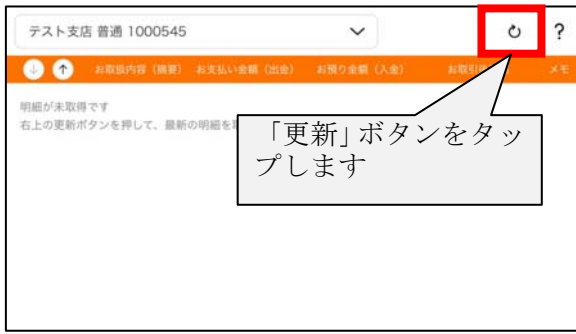 テスト支店 普通 1000545
?
お取扱内容（摘要） お支払い金額（出金） お預り金額（入金） お取引 メモ
明細が未取得です
右上の更新ボタンを押して、最新の明細を
「更新」ボタンをタッ
プします